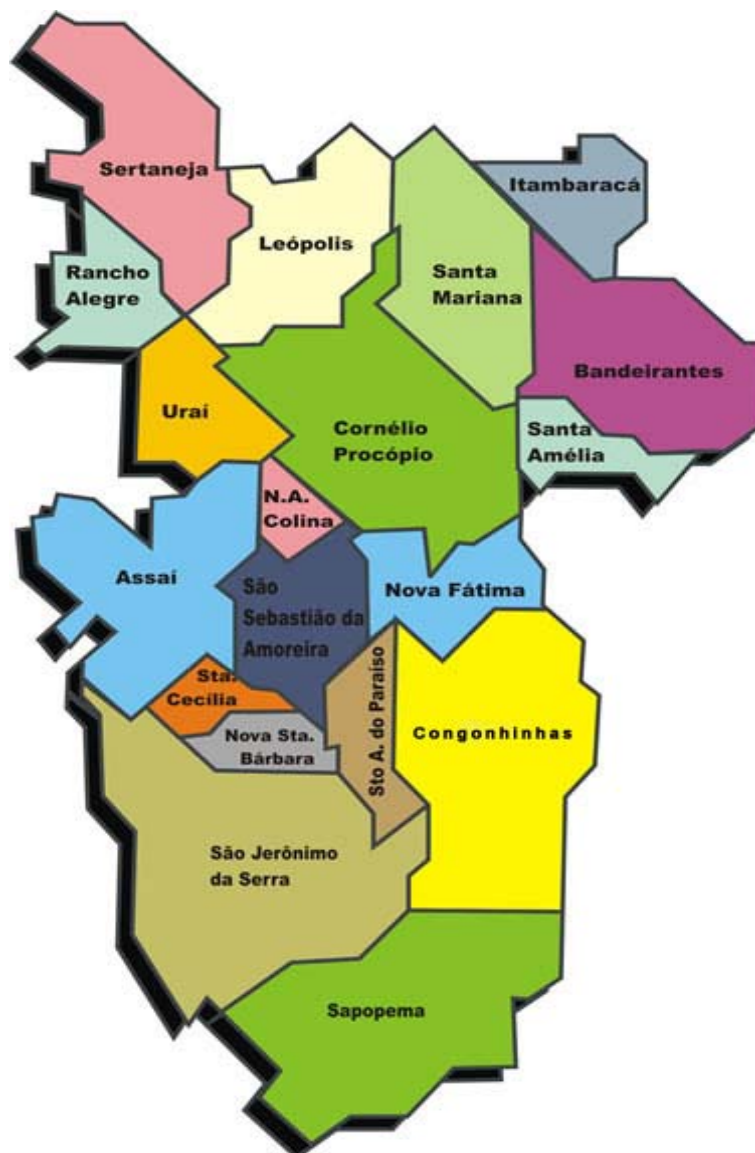 Sertaneja
Itambaracá
Leópolis
Rancho
Alegre
Santa
Mariana
Bandeirantes
Uraí
Cornélio
Procópio
Santa
Amélia
N.A.
Colina
Assaí
São
Sebastião da
Amoreira
Nova Fátima
Sta.
Cecília
Sto A. do Paraíso
Nova Sta.
Bárbara
Congonhinhas
São Jerônimo
da Serra
Sapopema